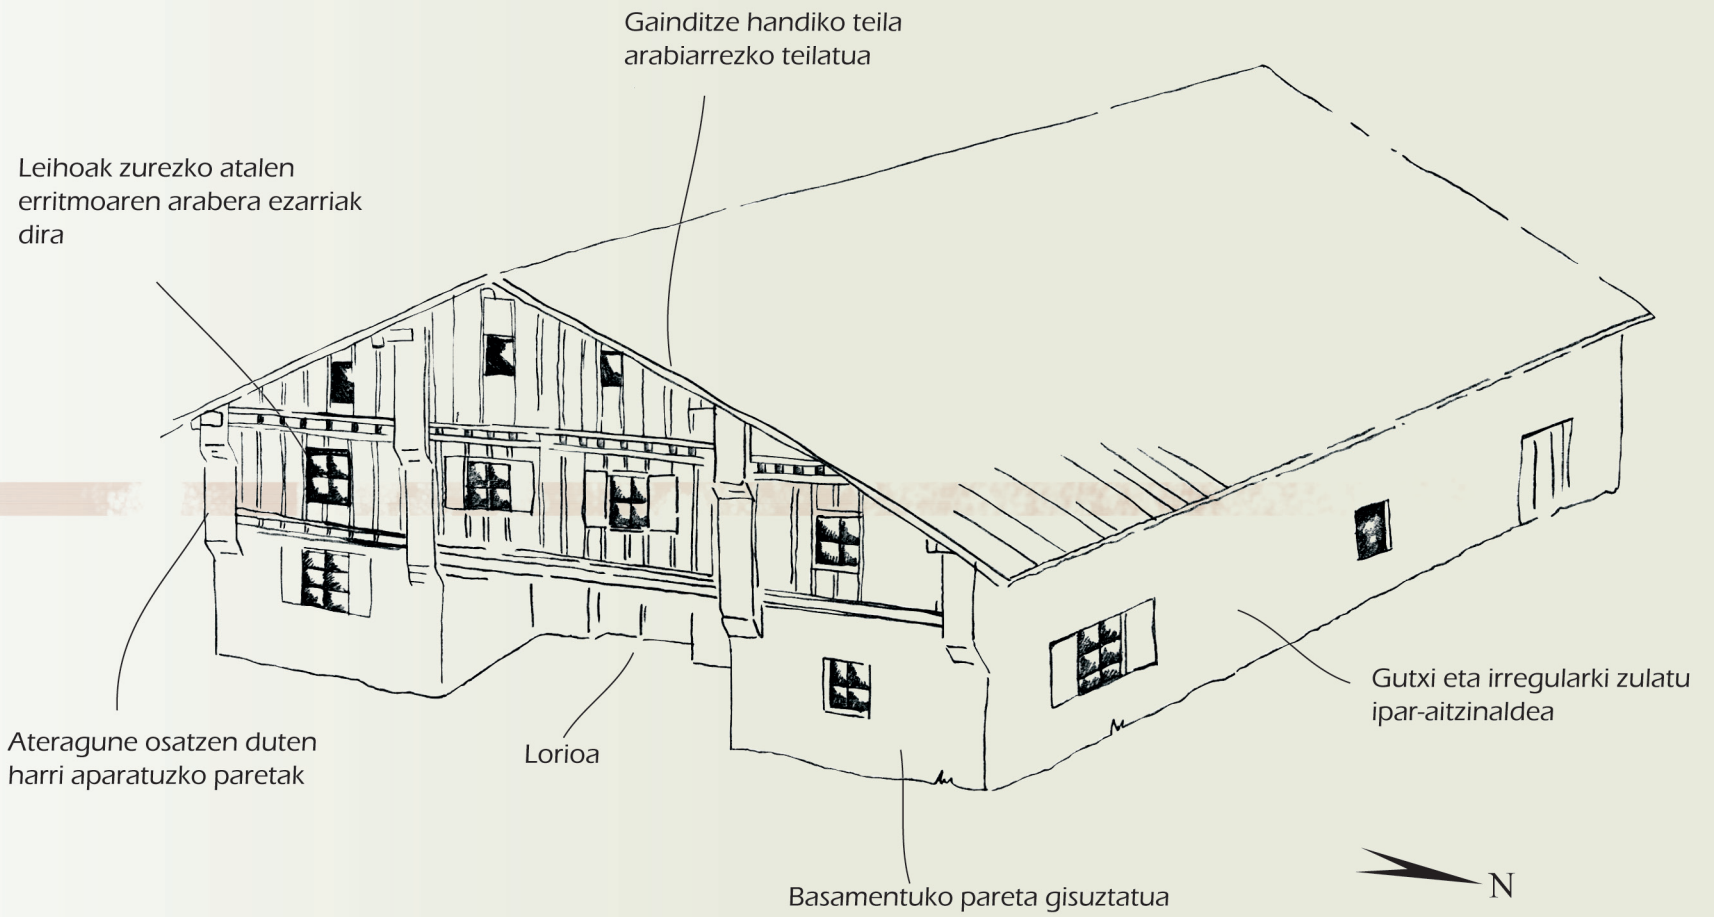 Gainditze handiko teila
arabiarrezko teilatua
Leihoak zurezko atalen
erritmoaren arabera ezarriak
dira
Gutxi eta irregularki zulatu
ipar-aitzinaldea
Ateragune osatzen duten
harri aparatuzko paretak
Lorioa
Basamentuko pareta gisuztatua
N